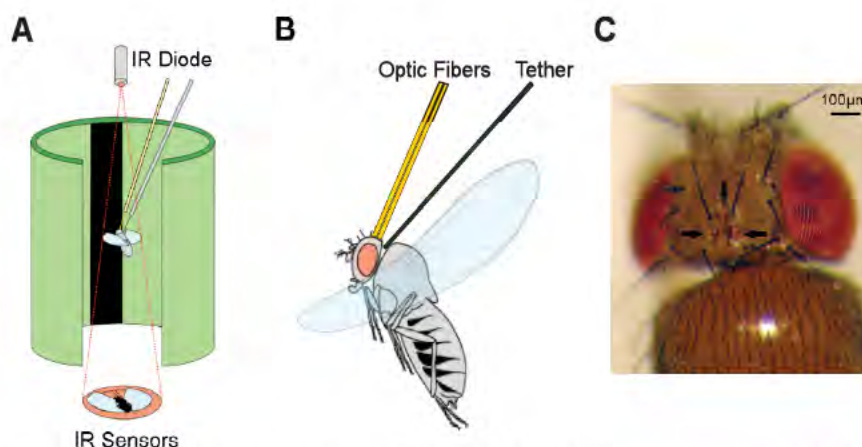 A
IR Diode
IR Sensors
B
Optic Fibers
Tether
C
100µm